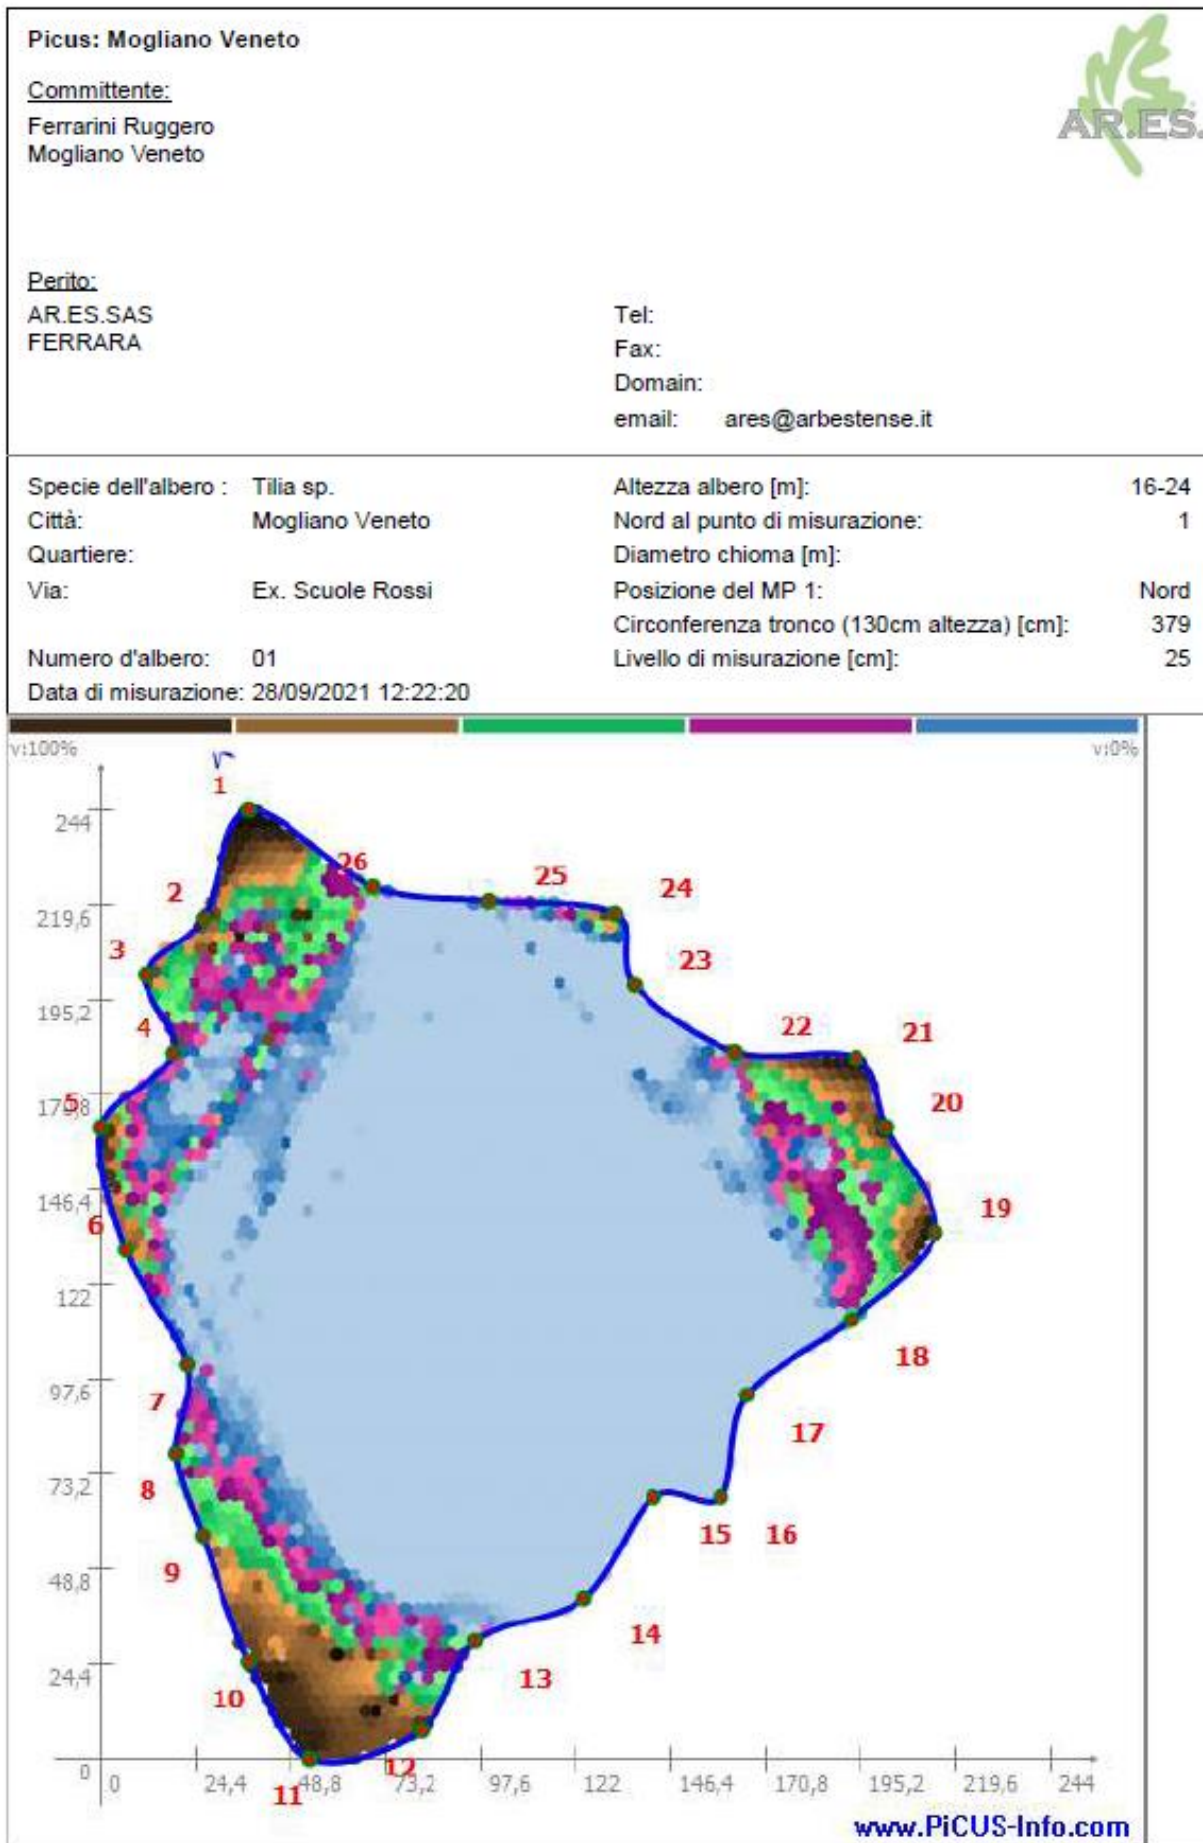 Picus: Mogliano Veneto
Committente:
Ferrarini Ruggero
Mogliano Veneto
AR.ES.
Perito:
AR.ES.SAS
FERRARA
Tel:
Fax:
Domain:
email: ares@arbestense.it
Specie dell'albero : Tilia sp.
Città: Mogliano Veneto
Quartiere:
Via: Ex. Scuole Rossi
Numero d'albero: 01
Data di misurazione: 28/09/2021 12:22:20
Altezza albero [m]: 16-24
Nord al punto di misurazione: 1
Diametro chioma [m]:
Posizione del MP 1: Nord
Circonferenza tronco (130cm altezza) [cm]: 379
Livello di misurazione [cm]: 25
v:100% v:0%
1
26
25
24
2
23
3
22
21
4
20
5
19
6
18
7
17
8
15 16
9
14
13
10
12
11
244
219,6
195,2
170,8
146,4
122
97,6
73,2
48,8
24,4
0
0 24,4 48,8 73,2 97,6 122 146,4 170,8 195,2 219,6 244
www.PiCUS-Info.com